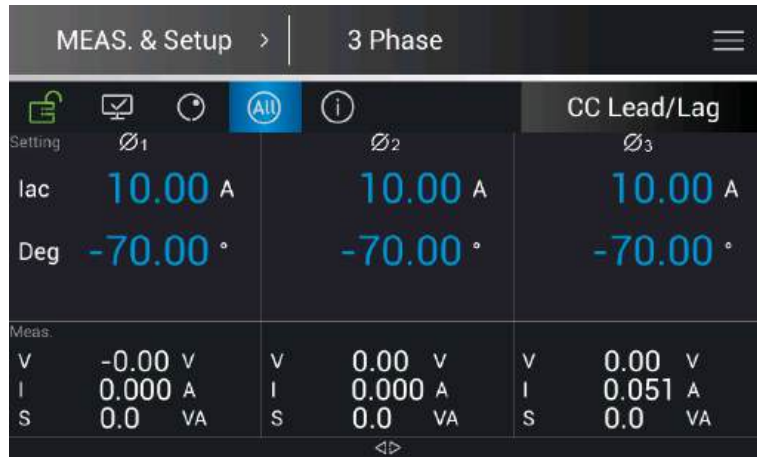 MEAS. & Setup > 3 Phase
All i CC Lead/Lag
Setting Ø1 Ø2 Ø3
Iac 10.00 A 10.00 A 10.00 A
Deg -70.00 ° -70.00 ° -70.00 °
Meas.
V -0.00 V V 0.00 V V 0.00 V
I 0.000 A I 0.000 A I 0.051 A
S 0.0 VA S 0.0 VA S 0.0 VA